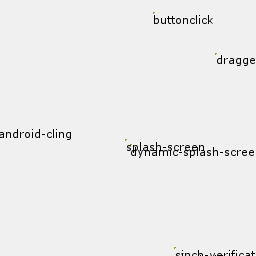 buttonclick
dragge
android-cling
splash-screen
dynamic-splash-scree
sinch-verificat